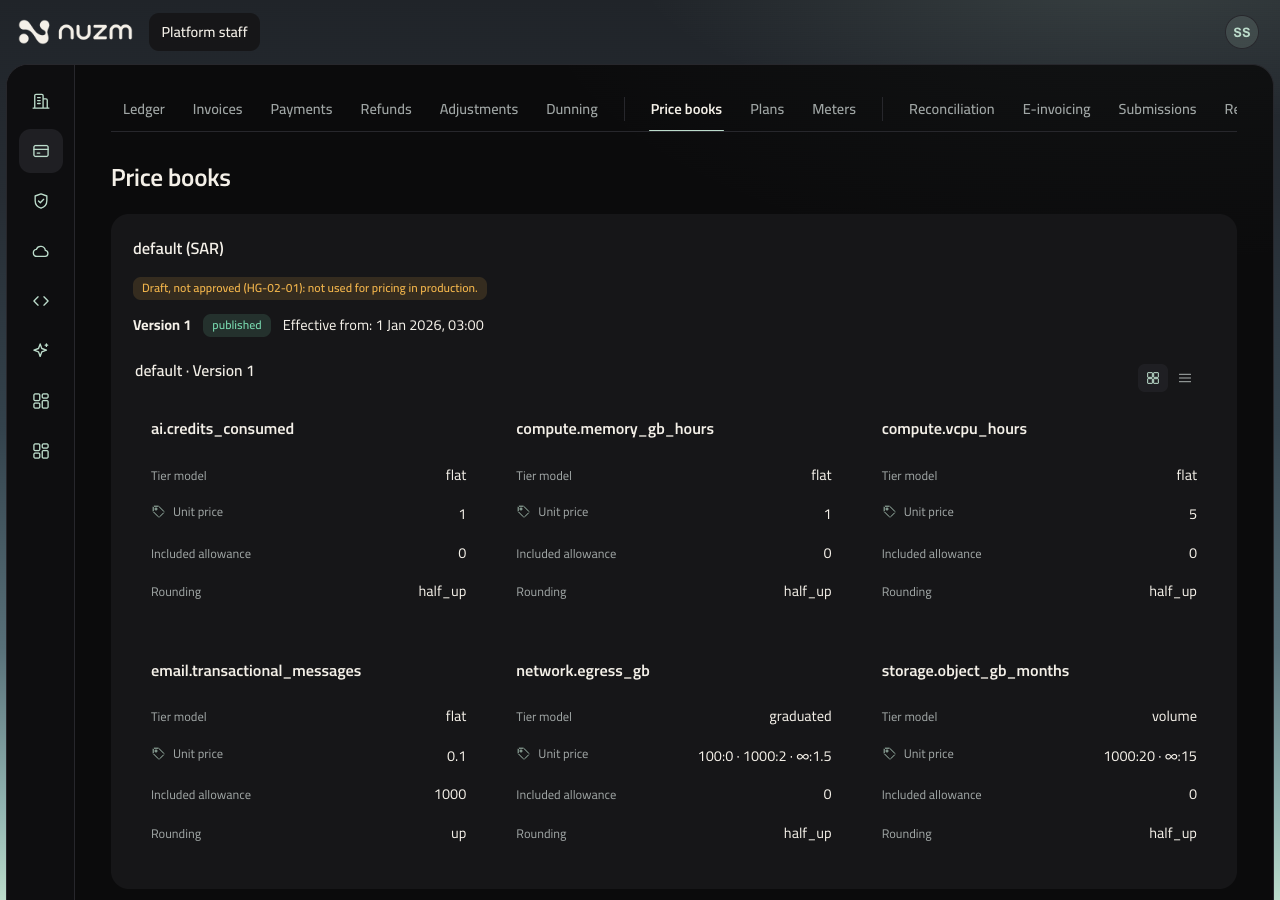 nuzm Platform staff SS
Ledger Invoices Payments Refunds Adjustments Dunning Price books Plans Meters Reconciliation E-invoicing Submissions
Price books
default (SAR)
Draft, not approved (HG-02-01): not used for pricing in production.
Version 1 published Effective from: 1 Jan 2026, 03:00
default · Version 1
ai.credits_consumed compute.memory_gb_hours compute.vcpu_hours
Tier model flat Tier model flat Tier model flat
Unit price 1 Unit price 1 Unit price 5
Included allowance 0 Included allowance 0 Included allowance 0
Rounding half_up Rounding half_up Rounding half_up
email.transactional_messages network.egress_gb storage.object_gb_months
Tier model flat Tier model graduated Tier model volume
Unit price 0.1 Unit price 100:0 · 1000:2 · ∞:1.5 Unit price 1000:20 · ∞:15
Included allowance 1000 Included allowance 0 Included allowance 0
Rounding up Rounding half_up Rounding half_up